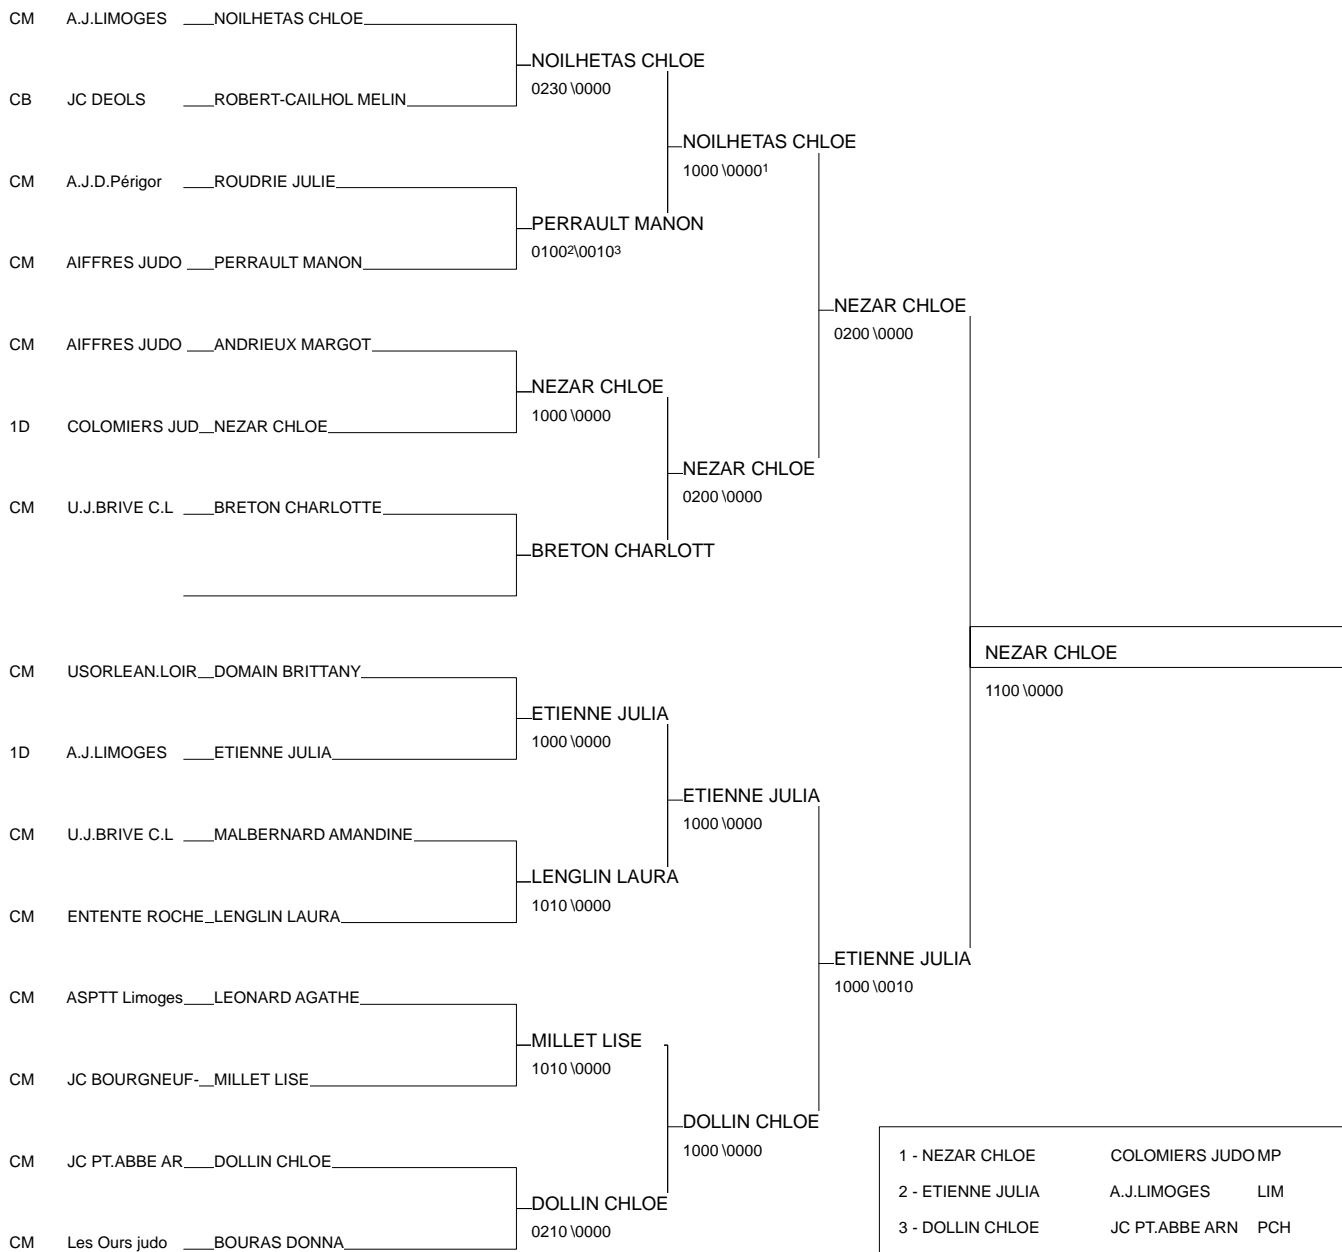 CM A.J.LIMOGES NOILHETAS CHLOE
NOILHETAS CHLOE
0230 \0000
CB JC DEOLS ROBERT-CAILHOL MELIN
NOILHETAS CHLOE
1000 \0000¹
CM A.J.D.Périgor ROUDRIE JULIE
PERRAULT MANON
0100²\0010³
CM AIFFRES JUDO PERRAULT MANON
NEZAR CHLOE
0200 \0000
CM AIFFRES JUDO ANDRIEUX MARGOT
NEZAR CHLOE
1000 \0000
1D COLOMIERS JUD NEZAR CHLOE
NEZAR CHLOE
0200 \0000
CM U.J.BRIVE C.L BRETON CHARLOTTE
BRETON CHARLOTT
NEZAR CHLOE
1100 \0000
CM USORLEAN.LOIR DOMAIN BRITTANY
ETIENNE JULIA
1000 \0000
1D A.J.LIMOGES ETIENNE JULIA
ETIENNE JULIA
1000 \0000
CM U.J.BRIVE C.L MALBERNARD AMANDINE
LENGLIN LAURA
1010 \0000
CM ENTENTE ROCHE LENGLIN LAURA
ETIENNE JULIA
1000 \0010
CM ASPTT Limoges LEONARD AGATHE
MILLET LISE
1010 \0000
CM JC BOURGNEUF- MILLET LISE
DOLLIN CHLOE
1000 \0000
CM JC PT.ABBE AR DOLLIN CHLOE
DOLLIN CHLOE
0210 \0000
CM Les Ours judo BOURAS DONNA
1 - NEZAR CHLOE COLOMIERS JUDO MP
2 - ETIENNE JULIA A.J.LIMOGES LIM
3 - DOLLIN CHLOE JC PT.ABBE ARN PCH